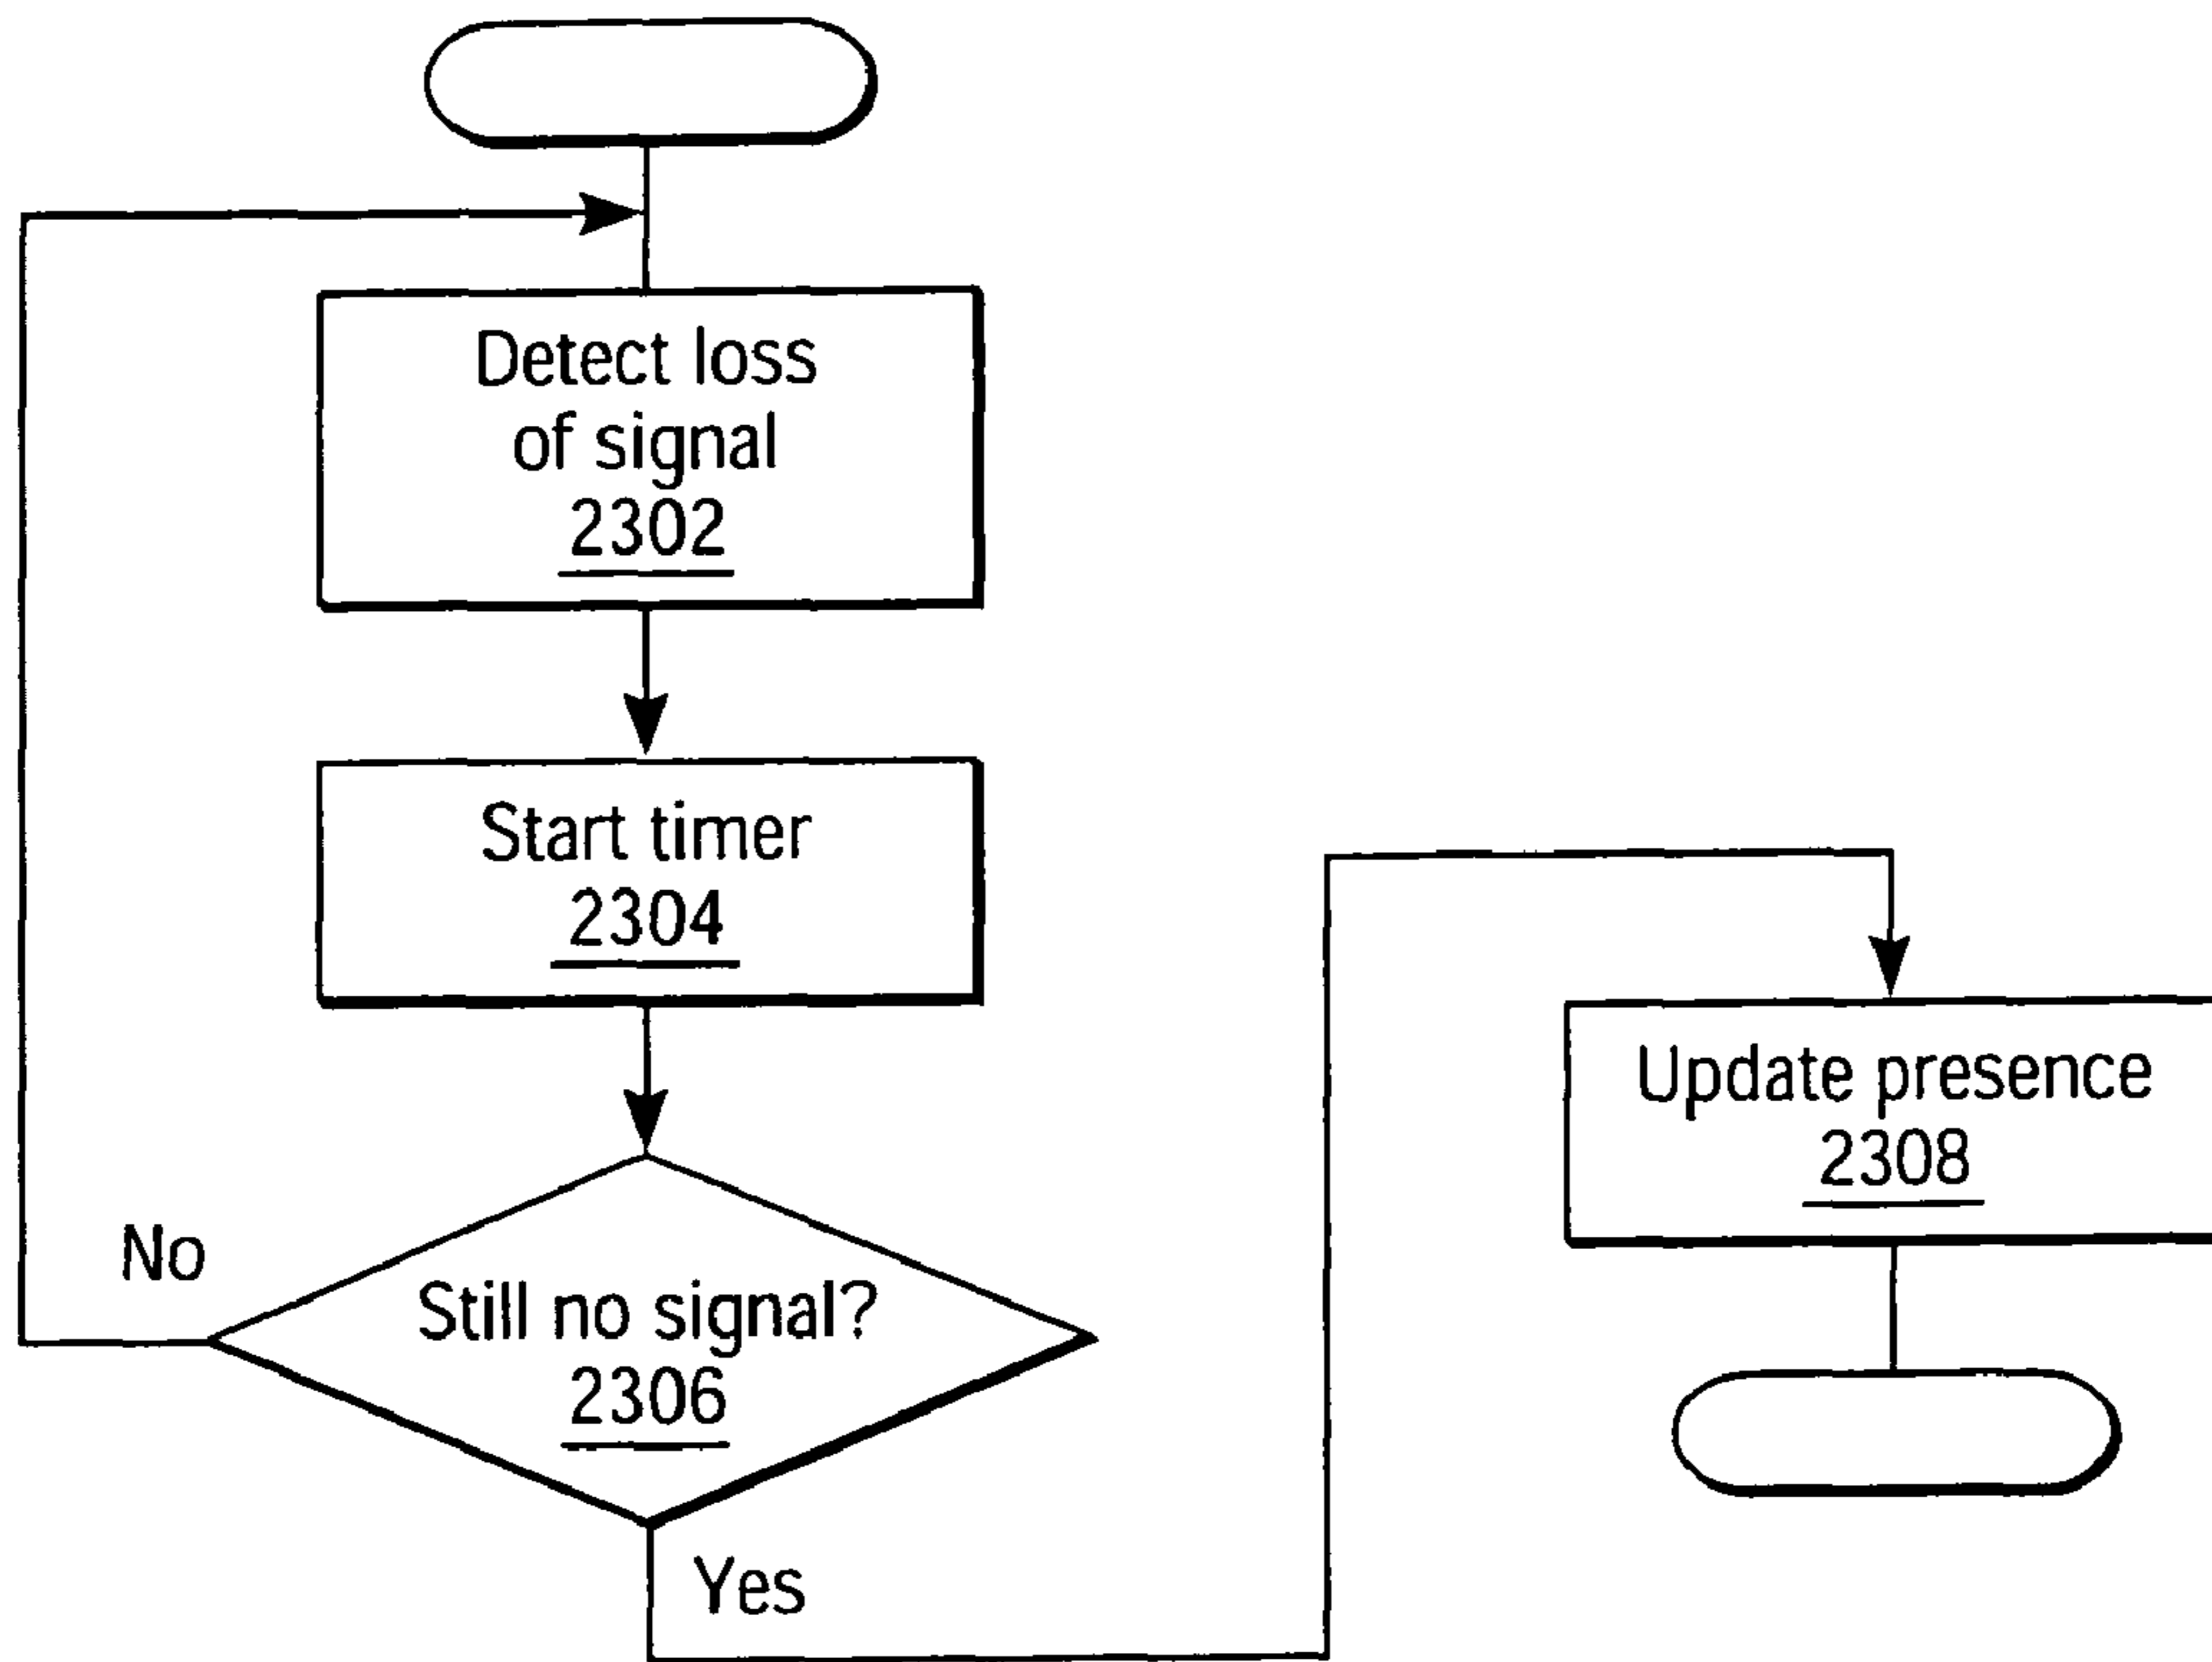 Detect loss
of signal
2302
Start timer
2304
No
Still no signal?
2306
Yes
Update presence
2308